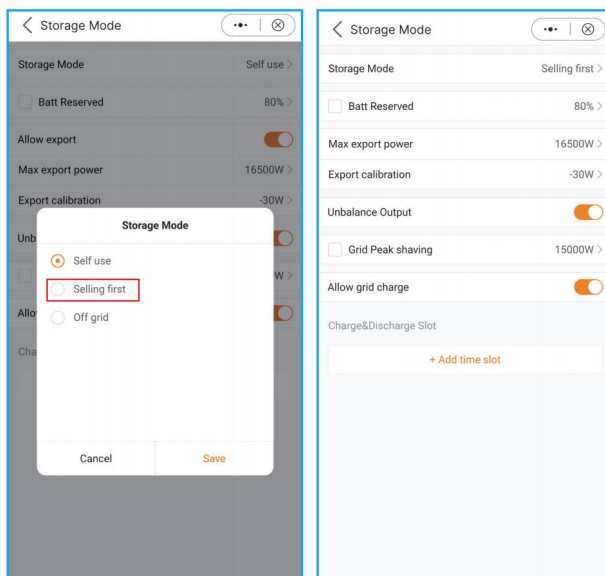 Storage Mode
Storage Mode Self use >
Batt Reserved 80% >
Allow export
Max export power 16500W >
Export calibration -30W >
Storage Mode
Unb
Self use
W >
Selling first
Allo
Off grid
Cha
Cancel Save
Storage Mode
Storage Mode Selling first >
Batt Reserved 80% >
Max export power 16500W >
Export calibration -30W >
Unbalance Output
Grid Peak shaving 15000W >
Allow grid charge
Charge&Discharge Slot
+ Add time slot